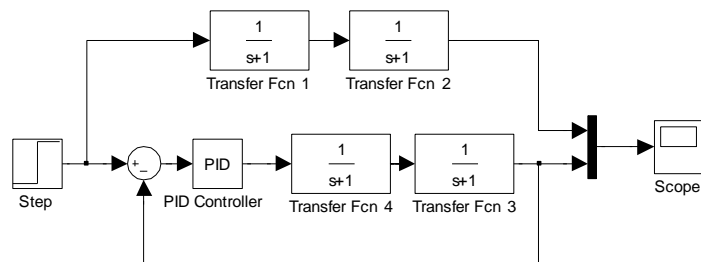 1
s+1
Transfer Fcn 1
1
s+1
Transfer Fcn 2
Step
+
−
PID
PID Controller
1
s+1
Transfer Fcn 4
1
s+1
Transfer Fcn 3
Scope